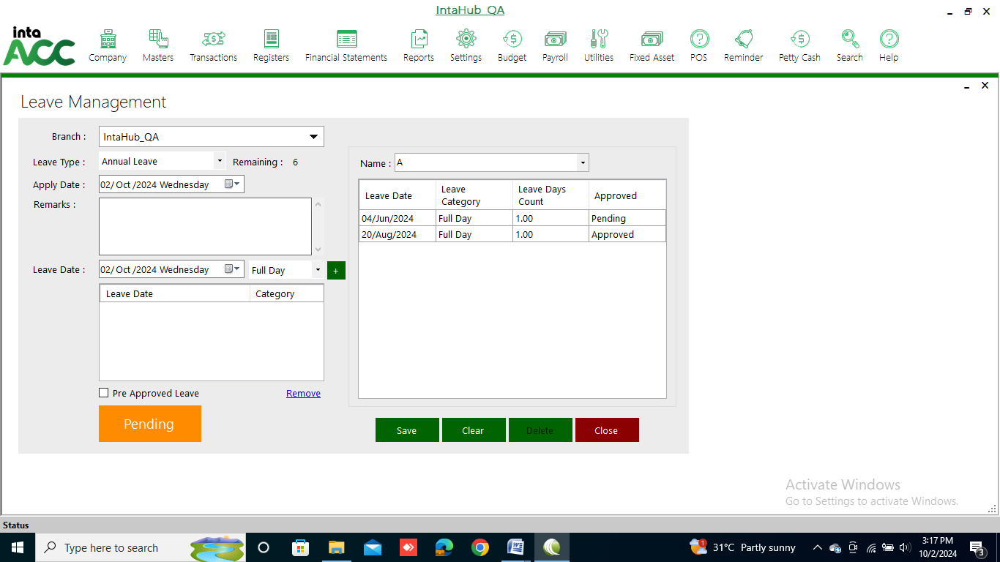 IntaHub_QA
inta
ACC
Company
Masters
Transactions
Registers
Financial Statements
Reports
Settings
Budget
Payroll
Utilities
Fixed Asset
POS
Reminder
Petty Cash
Search
Help
Leave Management
Branch :
IntaHub_QA
Leave Type :
Annual Leave
Remaining :
6
Apply Date :
02/ Oct /2024 Wednesday
Remarks :
Leave Date :
02/ Oct /2024 Wednesday
Full Day
+
Leave Date
Category
Pre Approved Leave
Remove
Pending
Name :
A
Leave Date
Leave
Category
Leave Days
Count
Approved
04/Jun/2024
Full Day
1.00
Pending
20/Aug/2024
Full Day
1.00
Approved
Save
Clear
Delete
Close
Activate Windows
Go to Settings to activate Windows.
Status
Type here to search
W
1
31°C Partly sunny
3:17 PM
10/2/2024
3